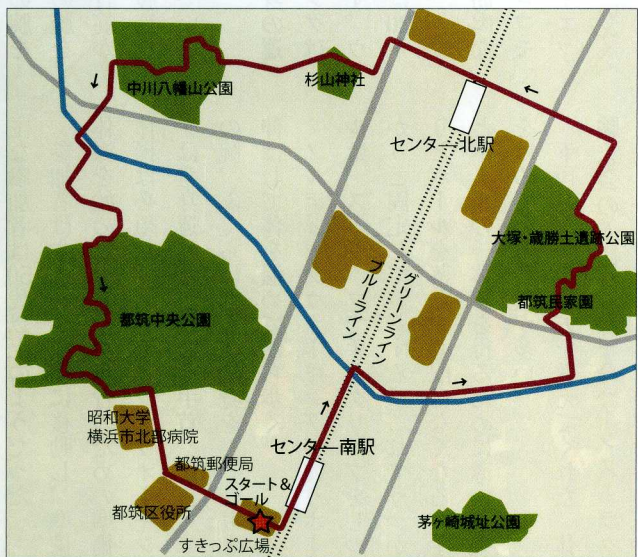 中川八幡山公園
杉山神社
センター北駅
大塚・歳勝土遺跡公園
都筑民家園
ブルーライン
グリーンライン
都筑中央公園
昭和大学
横浜市北部病院
センター南駅
都筑郵便局
スタート&
ゴール
都筑区役所
すきっぷ広場
茅ヶ崎城址公園